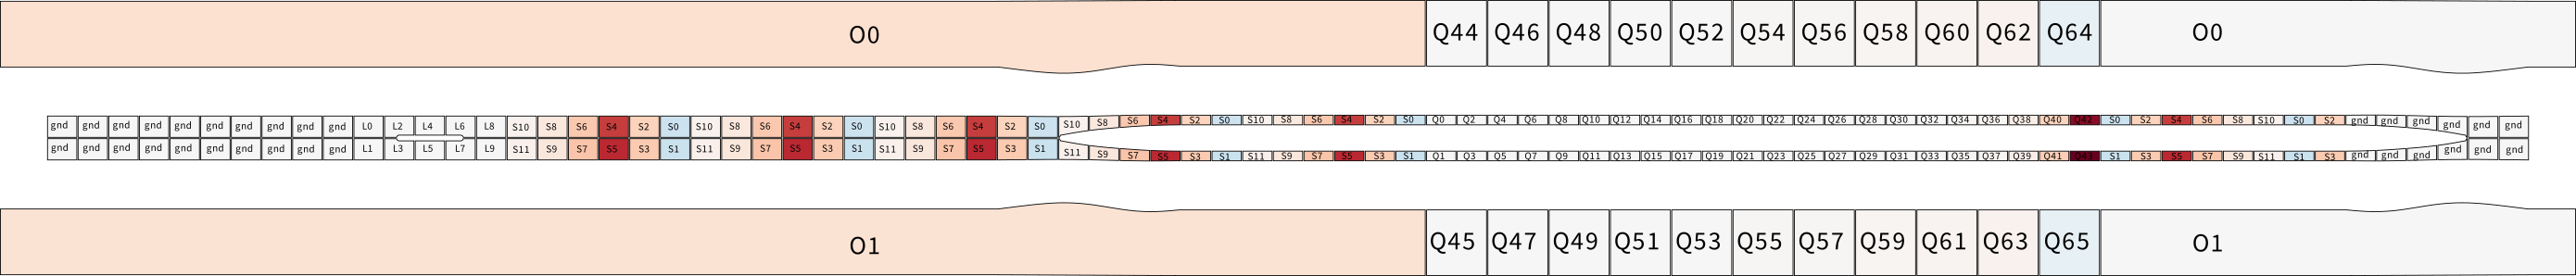 O0 Q44 Q46 Q48 Q50 Q52 Q54 Q56 Q58 Q60 Q62 Q64 O0
gnd gnd gnd gnd gnd gnd gnd gnd gnd gnd L0 L2 L4 L6 L8 S10 S8 S6 S4 S2 S0 S10 S8 S6 S4 S2 S0 S10 S8 S6 S4 S2 S0 S10 S8 S6 S4 S2 S0 S10 S8 S6 S4 S2 S0 Q0 Q2 Q4 Q6 Q8 Q10 Q12 Q14 Q16 Q18 Q20 Q22 Q24 Q26 Q28 Q30 Q32 Q34 Q36 Q38 Q40 Q42 S0 S2 S4 S6 S8 S10 S0 S2 gnd gnd gnd gnd gnd gnd
gnd gnd gnd gnd gnd gnd gnd gnd gnd gnd L1 L3 L5 L7 L9 S11 S9 S7 S5 S3 S1 S11 S9 S7 S5 S3 S1 S11 S9 S7 S5 S3 S1 S11 S9 S7 S5 S3 S1 S11 S9 S7 S5 S3 S1 Q1 Q3 Q5 Q7 Q9 Q11 Q13 Q15 Q17 Q19 Q21 Q23 Q25 Q27 Q29 Q31 Q33 Q35 Q37 Q39 Q41 Q43 S1 S3 S5 S7 S9 S11 S1 S3 gnd gnd gnd gnd gnd gnd
O1 Q45 Q47 Q49 Q51 Q53 Q55 Q57 Q59 Q61 Q63 Q65 O1